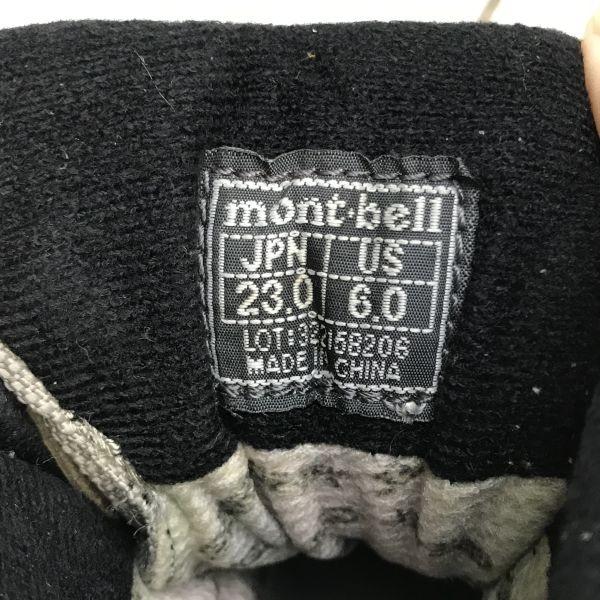 mont·bell
JPN US
23.0 6.0
MADE IN CHINA